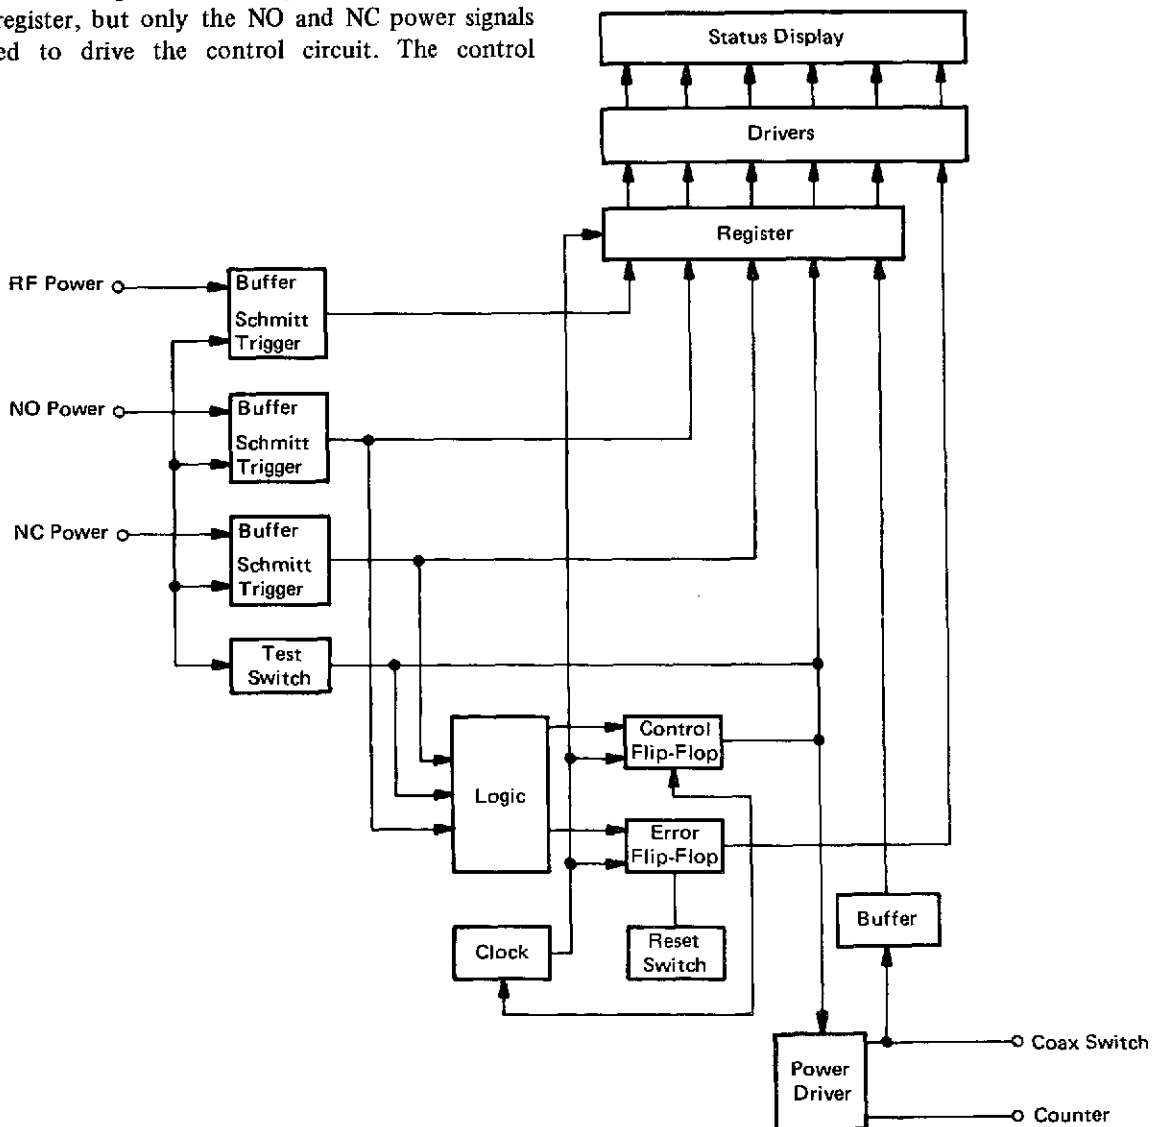 register, but only the NO and NC power signals
ed to drive the control circuit. The control
Status Display
Drivers
Register
RF Power
Buffer
Schmitt
Trigger
NO Power
Buffer
Schmitt
Trigger
NC Power
Buffer
Schmitt
Trigger
Test
Switch
Logic
Control
Flip-Flop
Error
Flip-Flop
Clock
Reset
Switch
Buffer
Power
Driver
Coax Switch
Counter